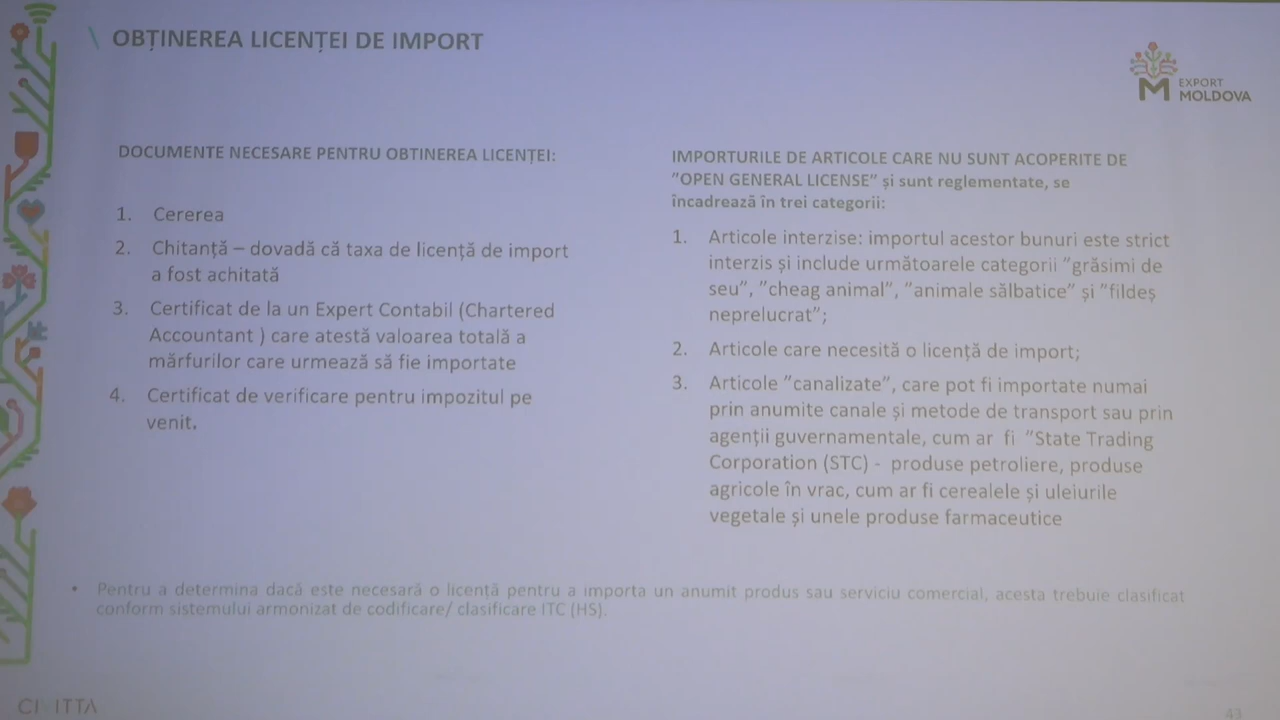 \ OBȚINEREA LICENȚEI DE IMPORT
EXPORT
MOLDOVA
DOCUMENTE NECESARE PENTRU OBTINEREA LICENȚEI:
1. Cererea
2. Chitanță – dovadă că taxa de licență de import
a fost achitată
3. Certificat de la un Expert Contabil (Chartered
Accountant ) care atestă valoarea totală a
mărfurilor care urmează să fie importate
4. Certificat de verificare pentru impozitul pe
venit.
IMPORTURILE DE ARTICOLE CARE NU SUNT ACOPERITE DE
”OPEN GENERAL LICENSE” și sunt reglementate, se
încadrează în trei categorii:
1. Articole interzise: importul acestor bunuri este strict
interzis și include următoarele categorii ”grăsimi de
seu”, ”cheag animal”, ”animale sălbatice” și ”fildeș
neprelucrat”;
2. Articole care necesită o licență de import;
3. Articole ”canalizate”, care pot fi importate numai
prin anumite canale și metode de transport sau prin
agenții guvernamentale, cum ar fi ”State Trading
Corporation (STC) - produse petroliere, produse
agricole în vrac, cum ar fi cerealele și uleiurile
vegetale și unele produse farmaceutice
• Pentru a determina dacă este necesară o licență pentru a importa un anumit produs sau serviciu comercial, acesta trebuie clasificat
conform sistemului armonizat de codificare/ clasificare ITC (HS).
CIVITTA
43